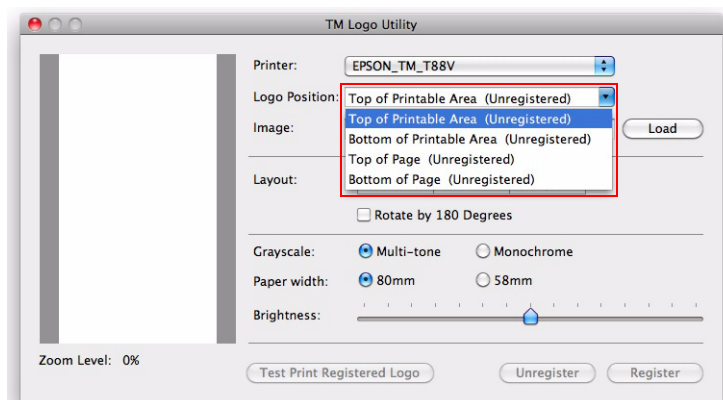 TM Logo Utility
Printer: EPSON_TM_T88V
Logo Position: Top of Printable Area (Unregistered)
Top of Printable Area (Unregistered)
Image: Load
Bottom of Printable Area (Unregistered)
Top of Page (Unregistered)
Layout: Bottom of Page (Unregistered)
Rotate by 180 Degrees
Grayscale: Multi-tone Monochrome
Paper width: 80mm 58mm
Brightness:
Zoom Level: 0%
Test Print Registered Logo Unregister Register